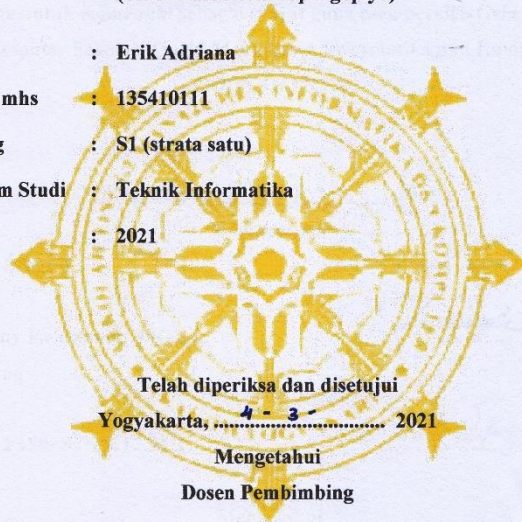 : Erik Adriana
mhs : 135410111
: S1 (strata satu)
m Studi : Teknik Informatika
: 2021
Telah diperiksa dan disetujui
Yogyakarta, 4 - 3 - 2021
Mengetahui
Dosen Pembimbing